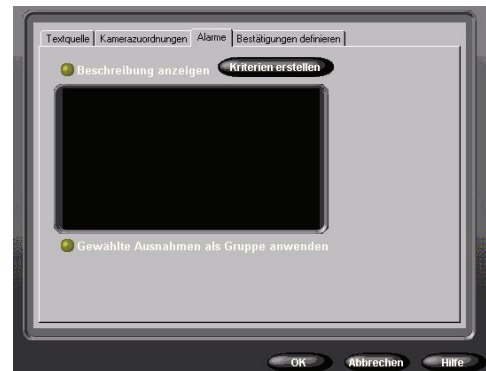 Textquelle Kamerazuordnungen Alarme Bestätigungen definieren
Beschreibung anzeigen Kriterien erstellen
Gewählte Ausnahmen als Gruppe anwenden
OK Abbrechen Hilfe